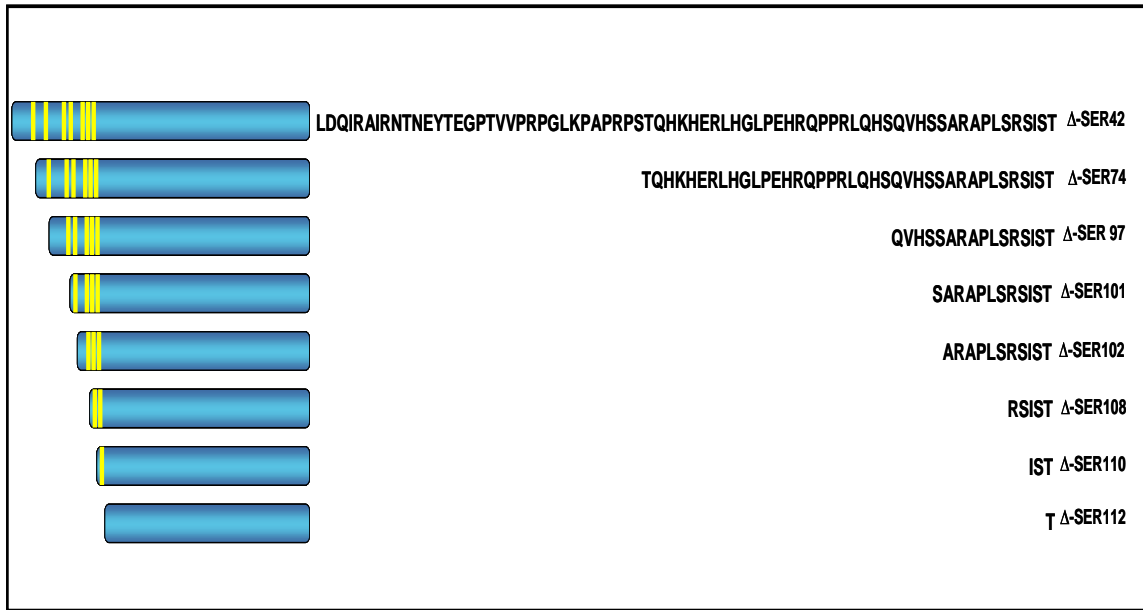 LDQIRAIRNTNEYTEGPTVVPRPGLKPAPRPSTQHKHERLHGLPEHRQPPRLQHSQVHSSARAPLSRSIST Δ-SER42
TQHKHERLHGLPEHRQPPRLQHSQVHSSARAPLSRSIST Δ-SER74
QVHSSARAPLSRSIST Δ-SER 97
SARAPLSRSIST Δ-SER101
ARAPLSRSIST Δ-SER102
RSIST Δ-SER108
IST Δ-SER110
T Δ-SER112